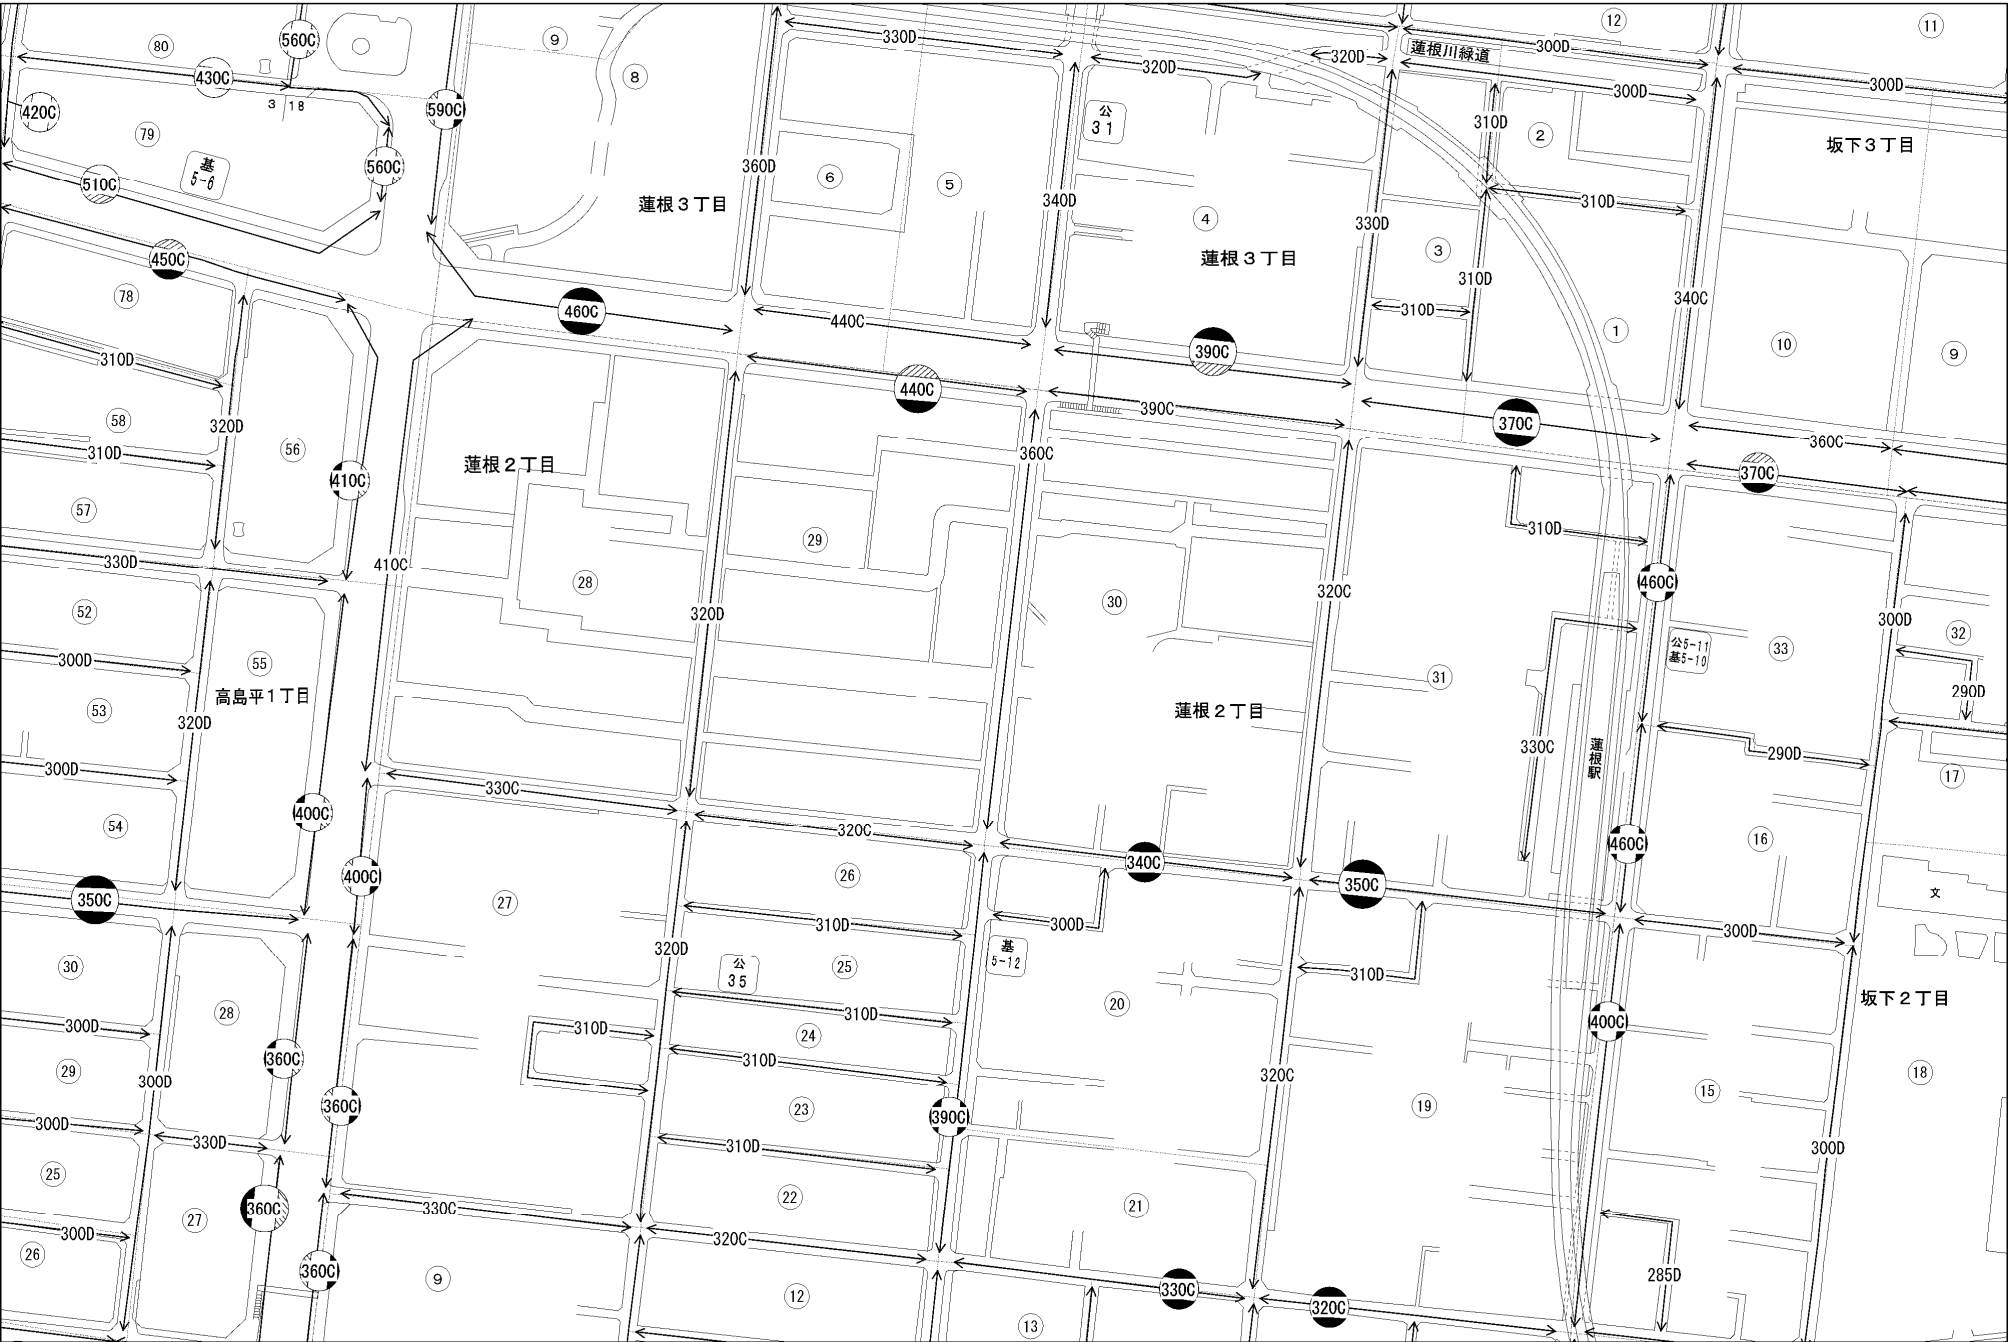 80
560C
430C
3 18
420C
79
基
5-6
510C
560C
590C
9
8
330D
320D
320D
蓮根川緑道
12
300D
11
300D
300D
公
31
310D
2
坂下3丁目
360D
6
5
340D
蓮根3丁目
4
330D
310D
3
蓮根3丁目
310D
450C
78
310D
460C
440C
390C
310D
340C
1
10
9
58
310D
320D
56
410C
440C
390C
370C
360C
360C
370C
蓮根2丁目
57
330D
410C
28
320D
29
30
320C
310D
460C
300D
52
300D
55
高島平1丁目
53
320D
300D
54
31
公5-11
基5-10
33
32
290D
蓮根2丁目
330C
蓮根駅
290D
17
400C
330C
320C
340C
460C
16
400C
350C
27
26
350C
文
310D
300D
310D
300D
320D
基
5-12
公
35
25
30
300D
28
310D
310D
20
坂下2丁目
400C
24
310D
360C
29
300D
320C
18
300D
360C
23
390C
19
15
330D
310D
300D
25
360C
27
22
21
330C
320C
300D
26
360C
9
12
330C
320C
13
285D